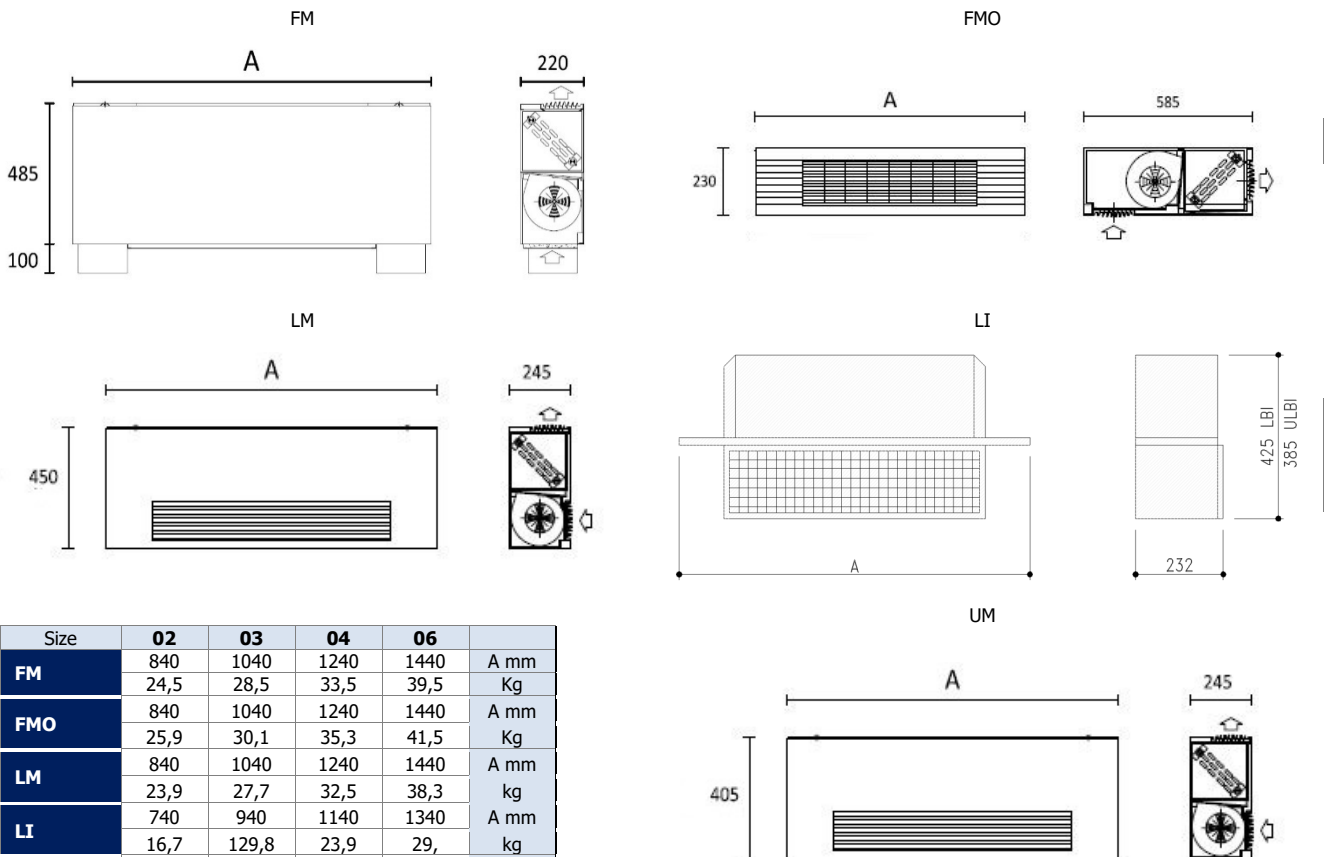 FM
FMO
A
220
485
100
A
585
230
LM
LI
A
245
450
425 LBI
385 ULBI
A
232
UM
A
245
405
Size 02 03 04 06
FM 840 1040 1240 1440 A mm
24,5 28,5 33,5 39,5 Kg
FMO 840 1040 1240 1440 A mm
25,9 30,1 35,3 41,5 Kg
LM 840 1040 1240 1440 A mm
23,9 27,7 32,5 38,3 kg
LI 740 940 1140 1340 A mm
16,7 129,8 23,9 29, kg